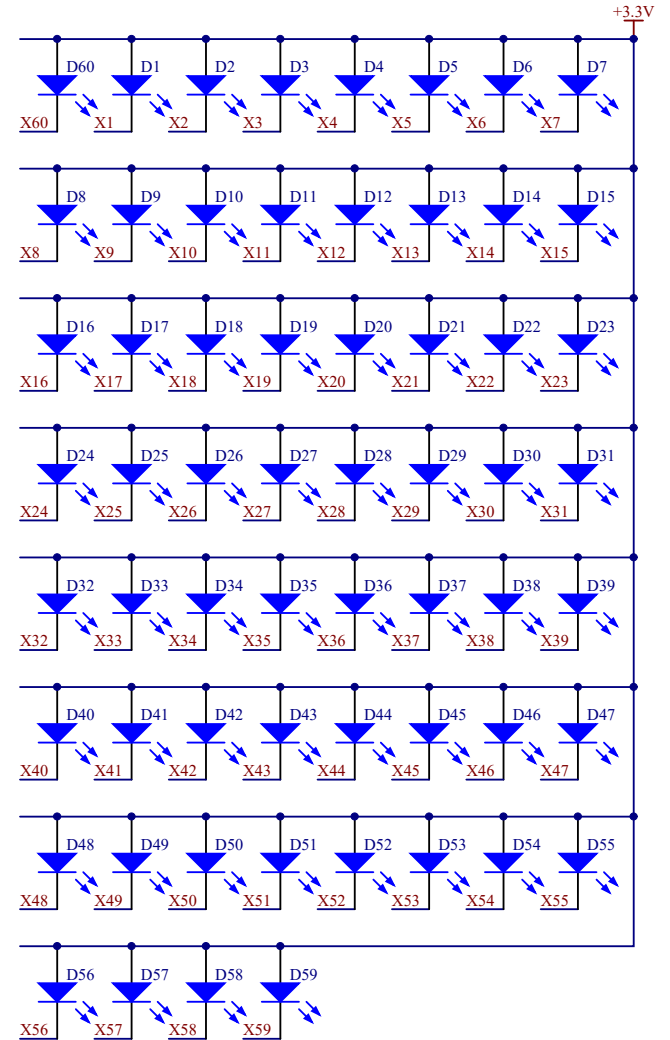 +3.3V
D60 D1 D2 D3 D4 D5 D6 D7
X60 X1 X2 X3 X4 X5 X6 X7
D8 D9 D10 D11 D12 D13 D14 D15
X8 X9 X10 X11 X12 X13 X14 X15
D16 D17 D18 D19 D20 D21 D22 D23
X16 X17 X18 X19 X20 X21 X22 X23
D24 D25 D26 D27 D28 D29 D30 D31
X24 X25 X26 X27 X28 X29 X30 X31
D32 D33 D34 D35 D36 D37 D38 D39
X32 X33 X34 X35 X36 X37 X38 X39
D40 D41 D42 D43 D44 D45 D46 D47
X40 X41 X42 X43 X44 X45 X46 X47
D48 D49 D50 D51 D52 D53 D54 D55
X48 X49 X50 X51 X52 X53 X54 X55
D56 D57 D58 D59
X56 X57 X58 X59